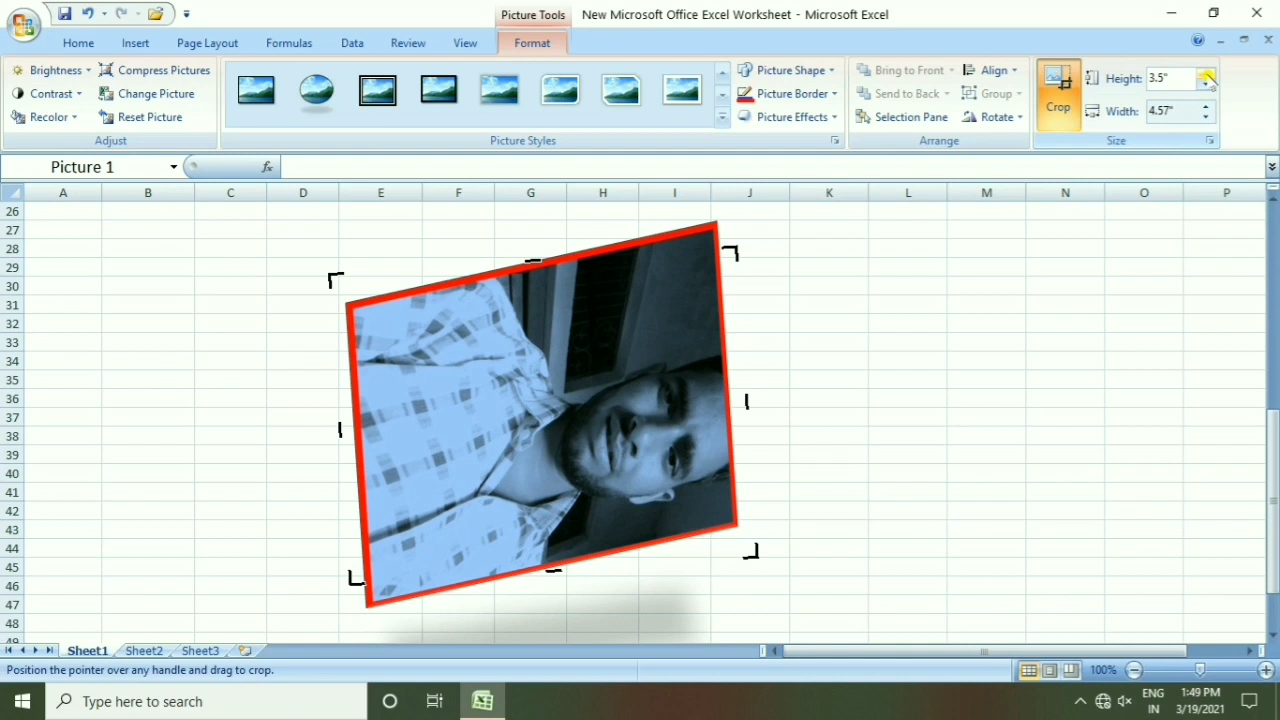 Picture Tools New Microsoft Office Excel Worksheet - Microsoft Excel
Home Insert Page Layout Formulas Data Review View Format
Brightness Compress Pictures Picture Shape Bring to Front Align Height: 3.5"
Contrast Change Picture Picture Border Send to Back Group Crop
Recolor Reset Picture Picture Effects Selection Pane Rotate Width: 4.57"
Adjust Picture Styles Arrange Size
Picture 1 fx
A B C D E F G H I J K L M N O P
26
27
28
29
30
31
32
33
34
35
36
37
38
39
40
41
42
43
44
45
46
47
48
49
Sheet1 Sheet2 Sheet3
Position the pointer over any handle and drag to crop. 100%
Type here to search ENG 1:49 PM
IN 3/19/2021